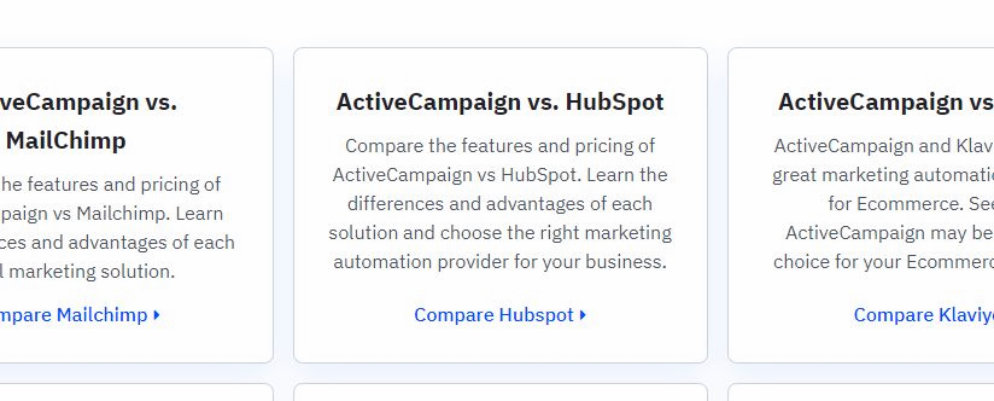 veCampaign vs.
MailChimp
he features and pricing of
paign vs Mailchimp. Learn
ces and advantages of each
l marketing solution.
mpare Mailchimp
ActiveCampaign vs. HubSpot
Compare the features and pricing of
ActiveCampaign vs HubSpot. Learn the
differences and advantages of each
solution and choose the right marketing
automation provider for your business.
Compare Hubspot
ActiveCampaign vs
ActiveCampaign and Klav
great marketing automatic
for Ecommerce. See
ActiveCampaign may be
choice for your Ecommerc
Compare Klaviyo